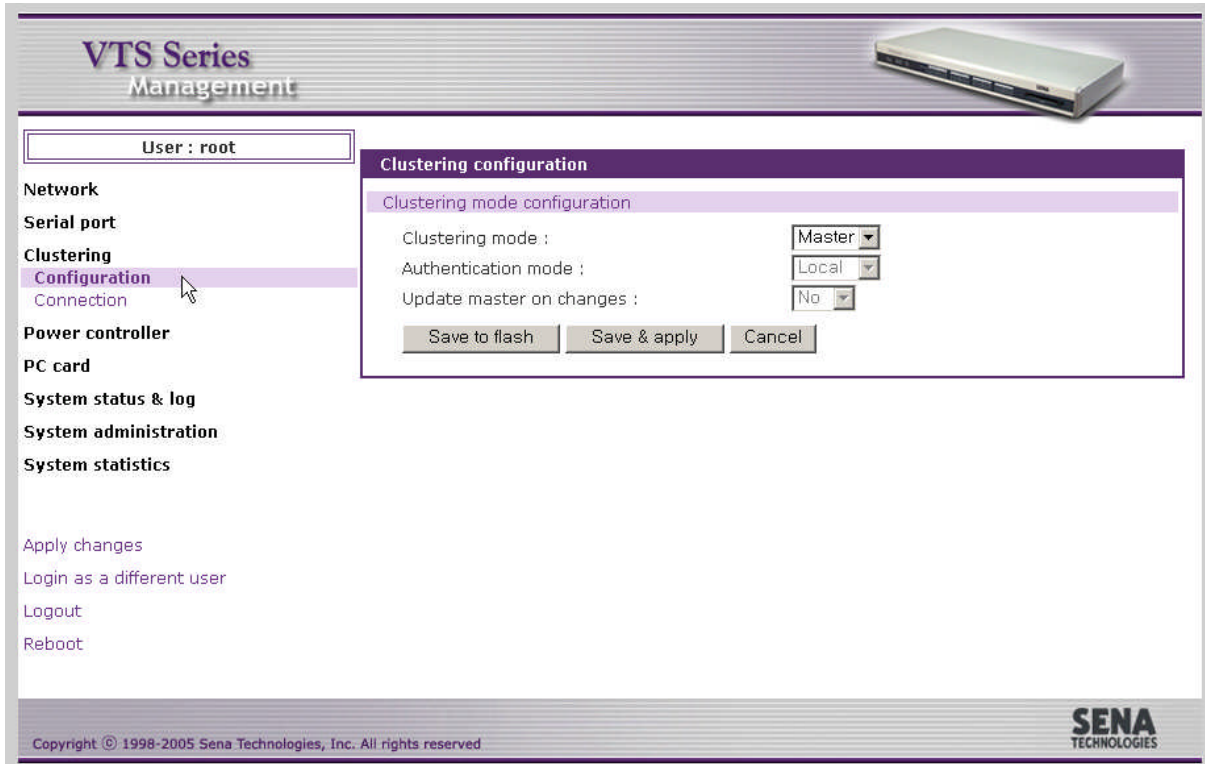 VTS Series
Management
User : root
Network
Serial port
Clustering
Configuration
Connection
Power controller
PC card
System status & log
System administration
System statistics
Apply changes
Login as a different user
Logout
Reboot
Clustering configuration
Clustering mode configuration
Clustering mode : Master
Authentication mode : Local
Update master on changes : No
Save to flash Save & apply Cancel
Copyright © 1998-2005 Sena Technologies, Inc. All rights reserved
SENA
TECHNOLOGIES